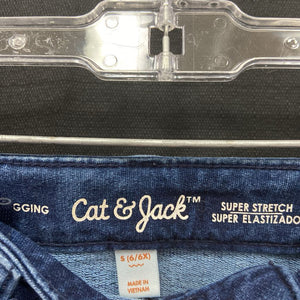 GGING
Cat & Jack™
SUPER STRETCH
SUPER ELASTIZADO
S (6/6X)
MADE IN
VIETNAM